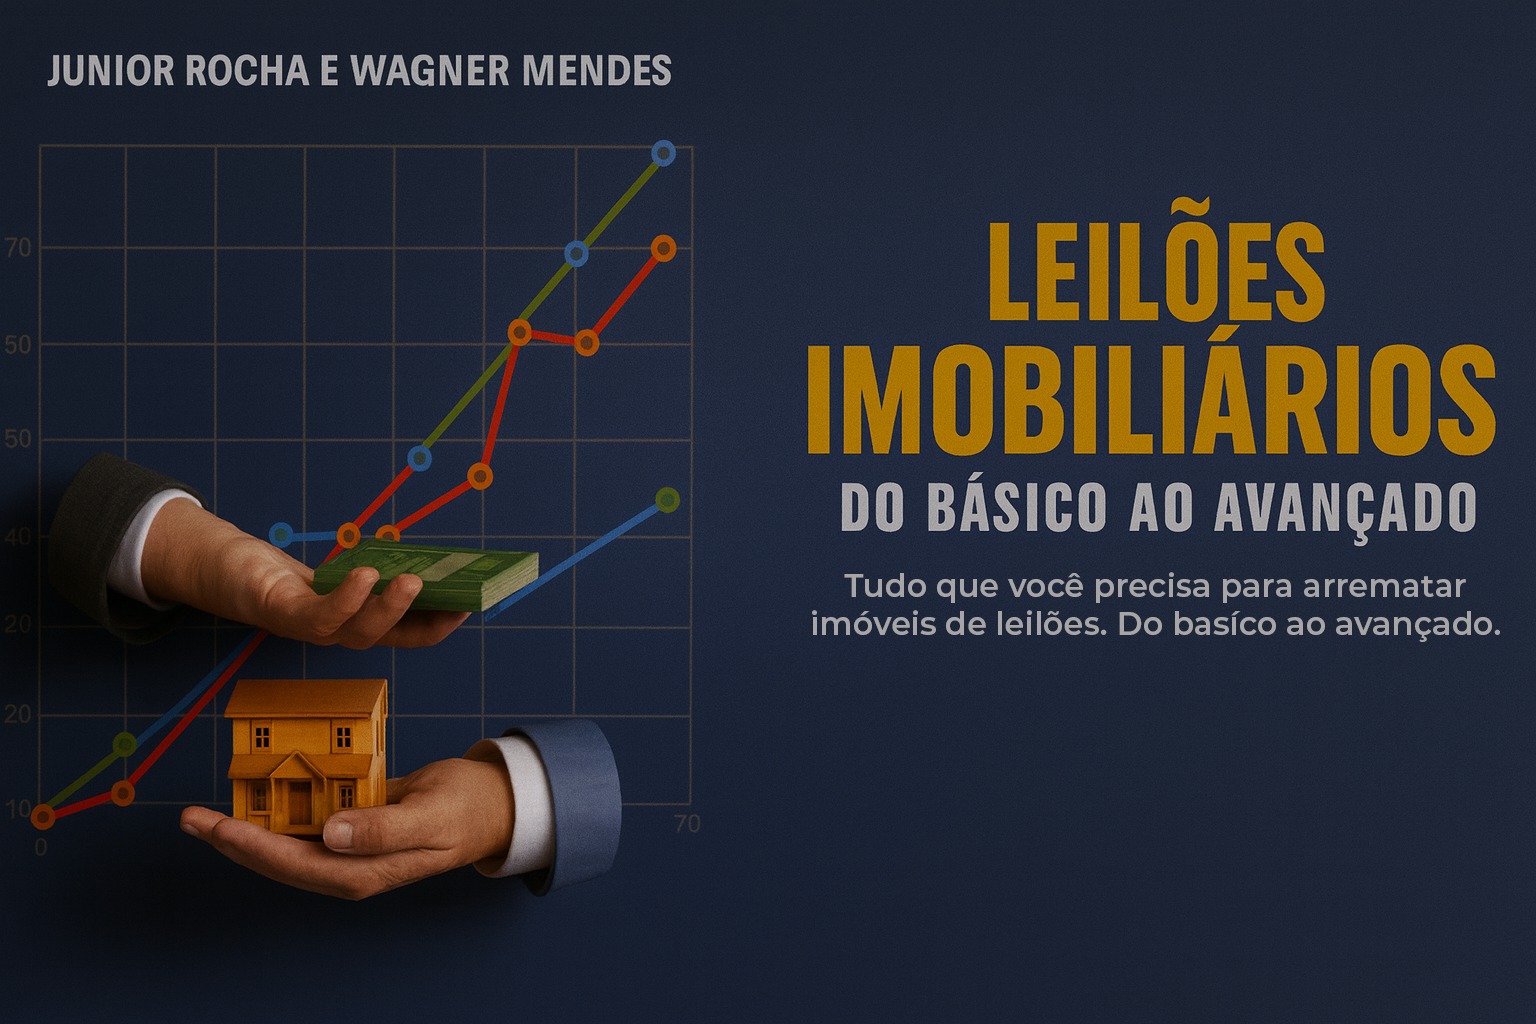 JUNIOR ROCHA E WAGNER MENDES
70
50
50
40
20
20
10
0
70
LEILÕES
IMOBILIÁRIOS
DO BÁSICO AO AVANÇADO
Tudo que você precisa para arrematar
imóveis de leilões. Do basíco ao avançado.